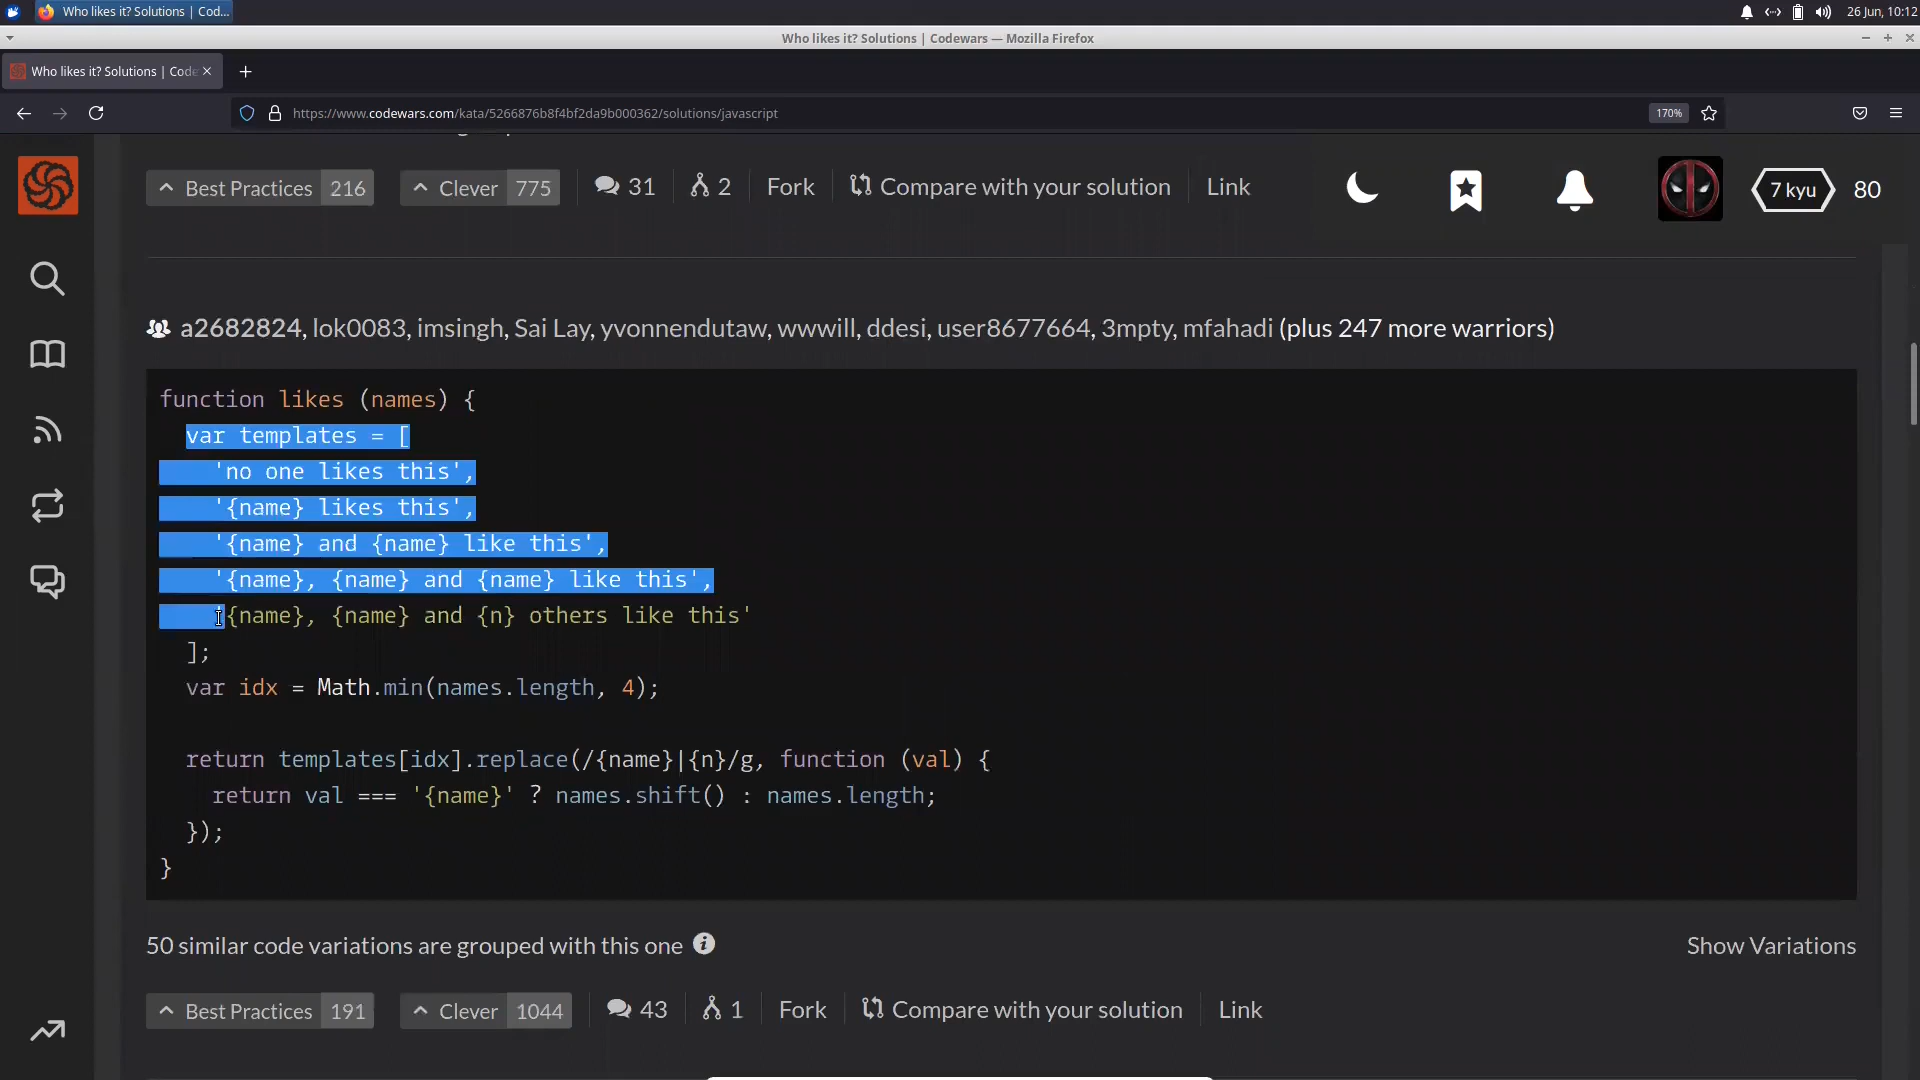 Who likes it? Solutions | Cod...
26 Jun, 10:12
Who likes it? Solutions | Codewars — Mozilla Firefox
Who likes it? Solutions | Code
https://www.codewars.com/kata/5266876b8f4bf2da9b000362/solutions/javascript
170%
Best Practices 216 Clever 775 31 2 Fork Compare with your solution Link
7 kyu 80
a2682824, lok0083, imsingh, Sai Lay, yvonnendutaw, wwwill, ddesi, user8677664, 3mpty, mfahadi (plus 247 more warriors)
function likes (names) {
  var templates = [
    'no one likes this',
    '{name} likes this',
    '{name} and {name} like this',
    '{name}, {name} and {name} like this',
    '{name}, {name} and {n} others like this'
  ];
  var idx = Math.min(names.length, 4);
  return templates[idx].replace(/{name}|{n}/g, function (val) {
    return val === '{name}' ? names.shift() : names.length;
  });
}
50 similar code variations are grouped with this one
Show Variations
Best Practices 191 Clever 1044 43 1 Fork Compare with your solution Link